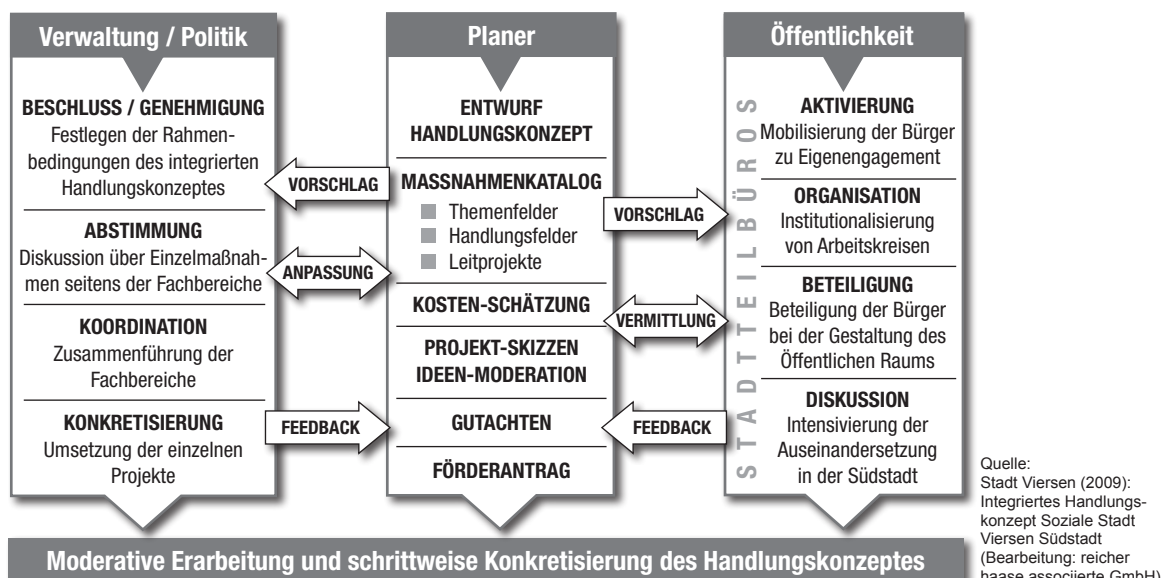 Verwaltung / Politik
BESCHLUSS / GENEHMIGUNG
Festlegen der Rahmen-
bedingungen des integrierten
Handlungskonzeptes
ABSTIMMUNG
Diskussion über Einzelmaßnah-
men seitens der Fachbereiche
KOORDINATION
Zusammenführung der
Fachbereiche
KONKRETISIERUNG
Umsetzung der einzelnen
Projekte
VORSCHLAG
ANPASSUNG
FEEDBACK
Planer
ENTWURF
HANDLUNGSKONZEPT
MASSNAHMENKATALOG
Themenfelder
Handlungsfelder
Leitprojekte
KOSTEN-SCHÄTZUNG
PROJEKT-SKIZZEN
IDEEN-MODERATION
GUTACHTEN
FÖRDERANTRAG
VORSCHLAG
VERMITTLUNG
FEEDBACK
Öffentlichkeit
STADTTEILBÜROS
AKTIVIERUNG
Mobilisierung der Bürger
zu Eigenengagement
ORGANISATION
Institutionalisierung
von Arbeitskreisen
BETEILIGUNG
Beteiligung der Bürger
bei der Gestaltung des
Öffentlichen Raums
DISKUSSION
Intensivierung der
Auseinandersetzung
in der Südstadt
Moderative Erarbeitung und schrittweise Konkretisierung des Handlungskonzeptes
Quelle:
Stadt Viersen (2009):
Integriertes Handlungs-
konzept Soziale Stadt
Viersen Südstadt
(Bearbeitung: reicher
haase associierte GmbH)